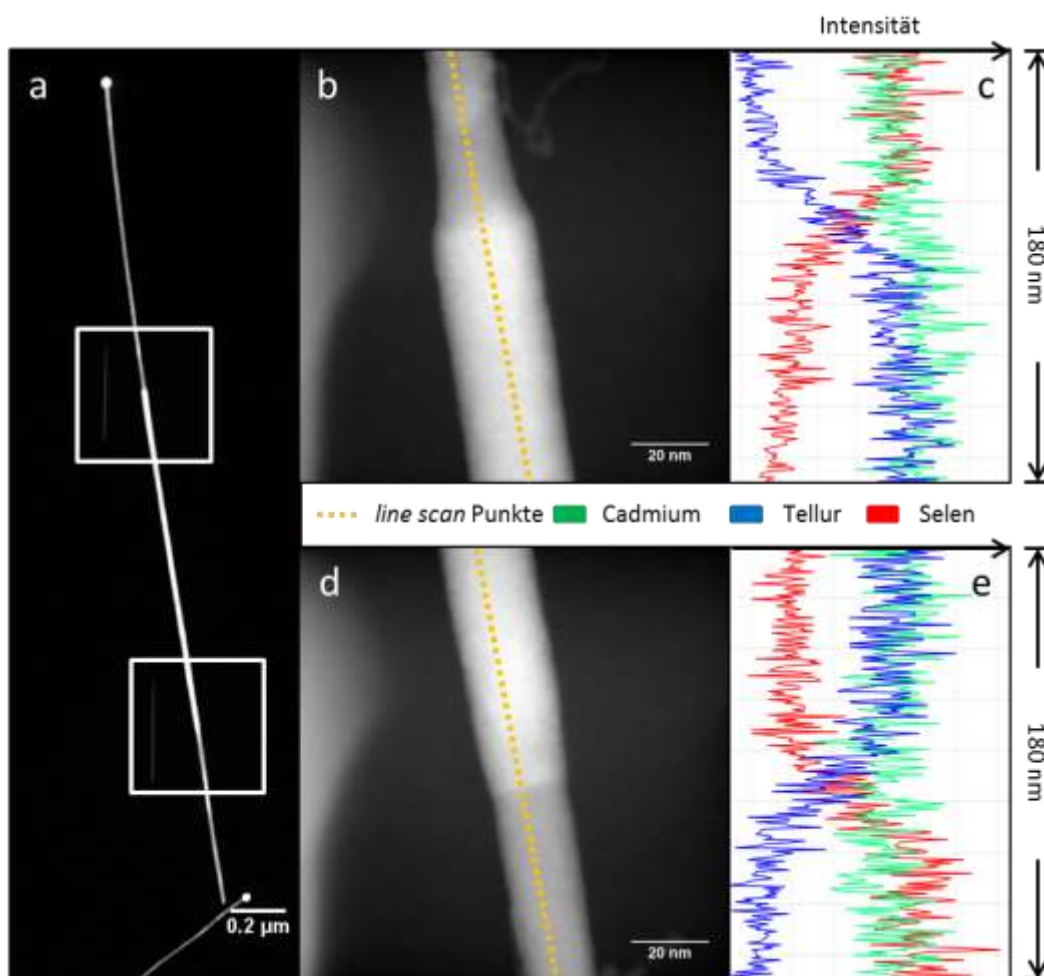 Intensität
a
b
c
180 nm
20 nm
line scan Punkte Cadmium Tellur Selen
d
e
180 nm
0.2 µm
20 nm